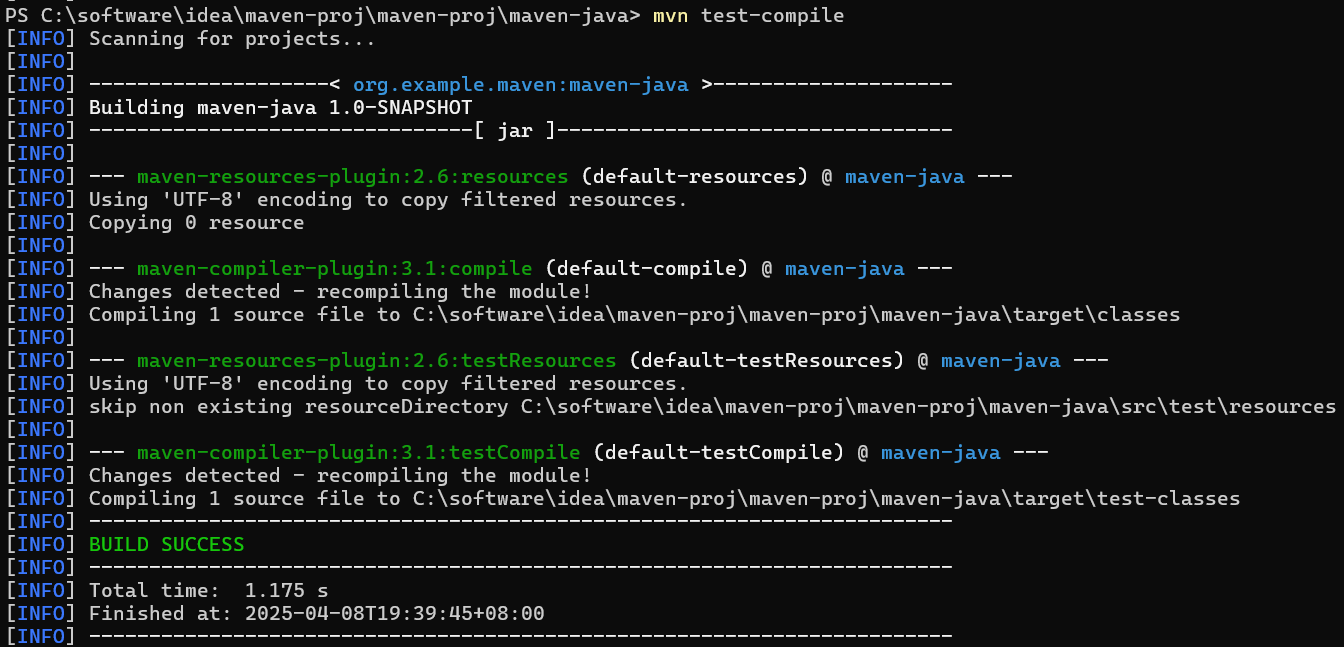 PS C:\software\idea\maven-proj\maven-proj\maven-java> mvn test-compile
[INFO] Scanning for projects...
[INFO]
[INFO] --------------------< org.example.maven:maven-java >--------------------
[INFO] Building maven-java 1.0-SNAPSHOT
[INFO] --------------------------------[ jar ]---------------------------------
[INFO]
[INFO] --- maven-resources-plugin:2.6:resources (default-resources) @ maven-java ---
[INFO] Using 'UTF-8' encoding to copy filtered resources.
[INFO] Copying 0 resource
[INFO]
[INFO] --- maven-compiler-plugin:3.1:compile (default-compile) @ maven-java ---
[INFO] Changes detected - recompiling the module!
[INFO] Compiling 1 source file to C:\software\idea\maven-proj\maven-proj\maven-java\target\classes
[INFO]
[INFO] --- maven-resources-plugin:2.6:testResources (default-testResources) @ maven-java ---
[INFO] Using 'UTF-8' encoding to copy filtered resources.
[INFO] skip non existing resourceDirectory C:\software\idea\maven-proj\maven-proj\maven-java\src\test\resources
[INFO]
[INFO] --- maven-compiler-plugin:3.1:testCompile (default-testCompile) @ maven-java ---
[INFO] Changes detected - recompiling the module!
[INFO] Compiling 1 source file to C:\software\idea\maven-proj\maven-proj\maven-java\target\test-classes
[INFO] ------------------------------------------------------------------------
[INFO] BUILD SUCCESS
[INFO] ------------------------------------------------------------------------
[INFO] Total time:  1.175 s
[INFO] Finished at: 2025-04-08T19:39:45+08:00
[INFO] ------------------------------------------------------------------------